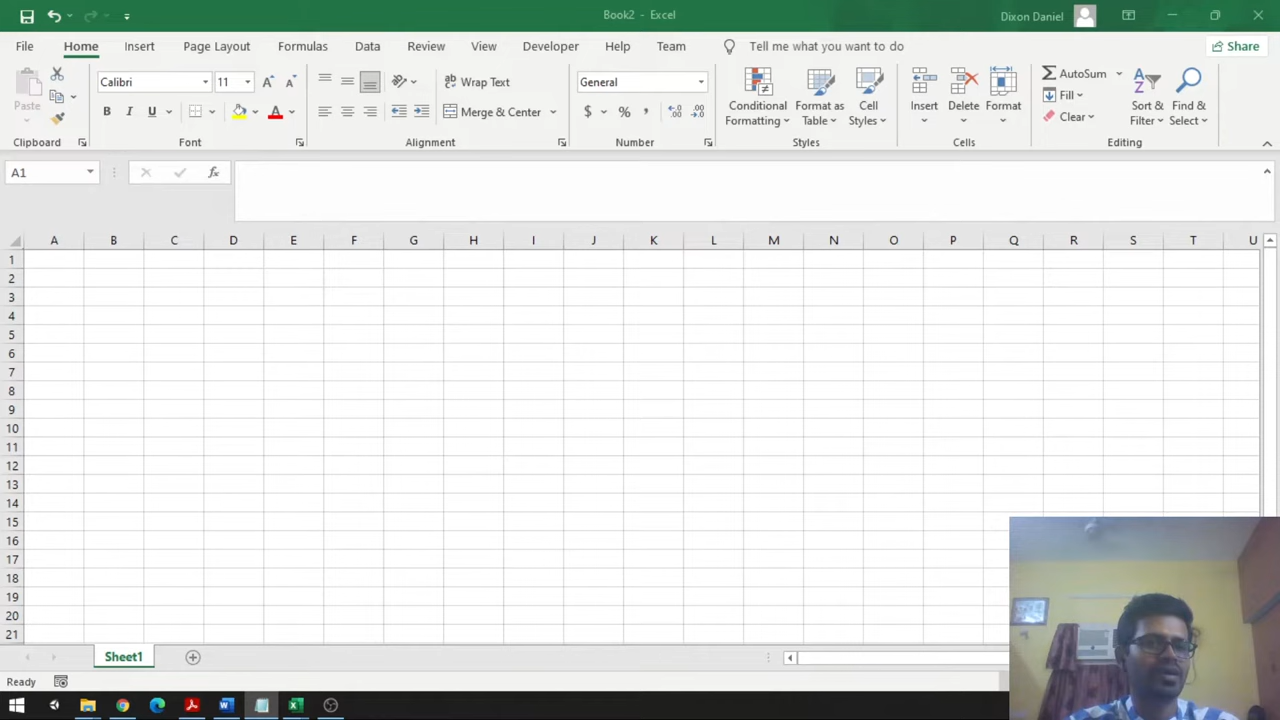 Book2 - Excel
Dixon Daniel
File Home Insert Page Layout Formulas Data Review View Developer Help Team Tell me what you want to do Share
Paste
Calibri 11
B I U A
ab Wrap Text
Merge & Center
General
$ % ,
Conditional Formatting
Format as Table
Cell Styles
Insert Delete Format
AutoSum
Fill
Clear
Sort & Filter
Find & Select
Clipboard Font Alignment Number Styles Cells Editing
A1 fx
A B C D E F G H I J K L M N O P Q R S T U
1
2
3
4
5
6
7
8
9
10
11
12
13
14
15
16
17
18
19
20
21
Sheet1
Ready